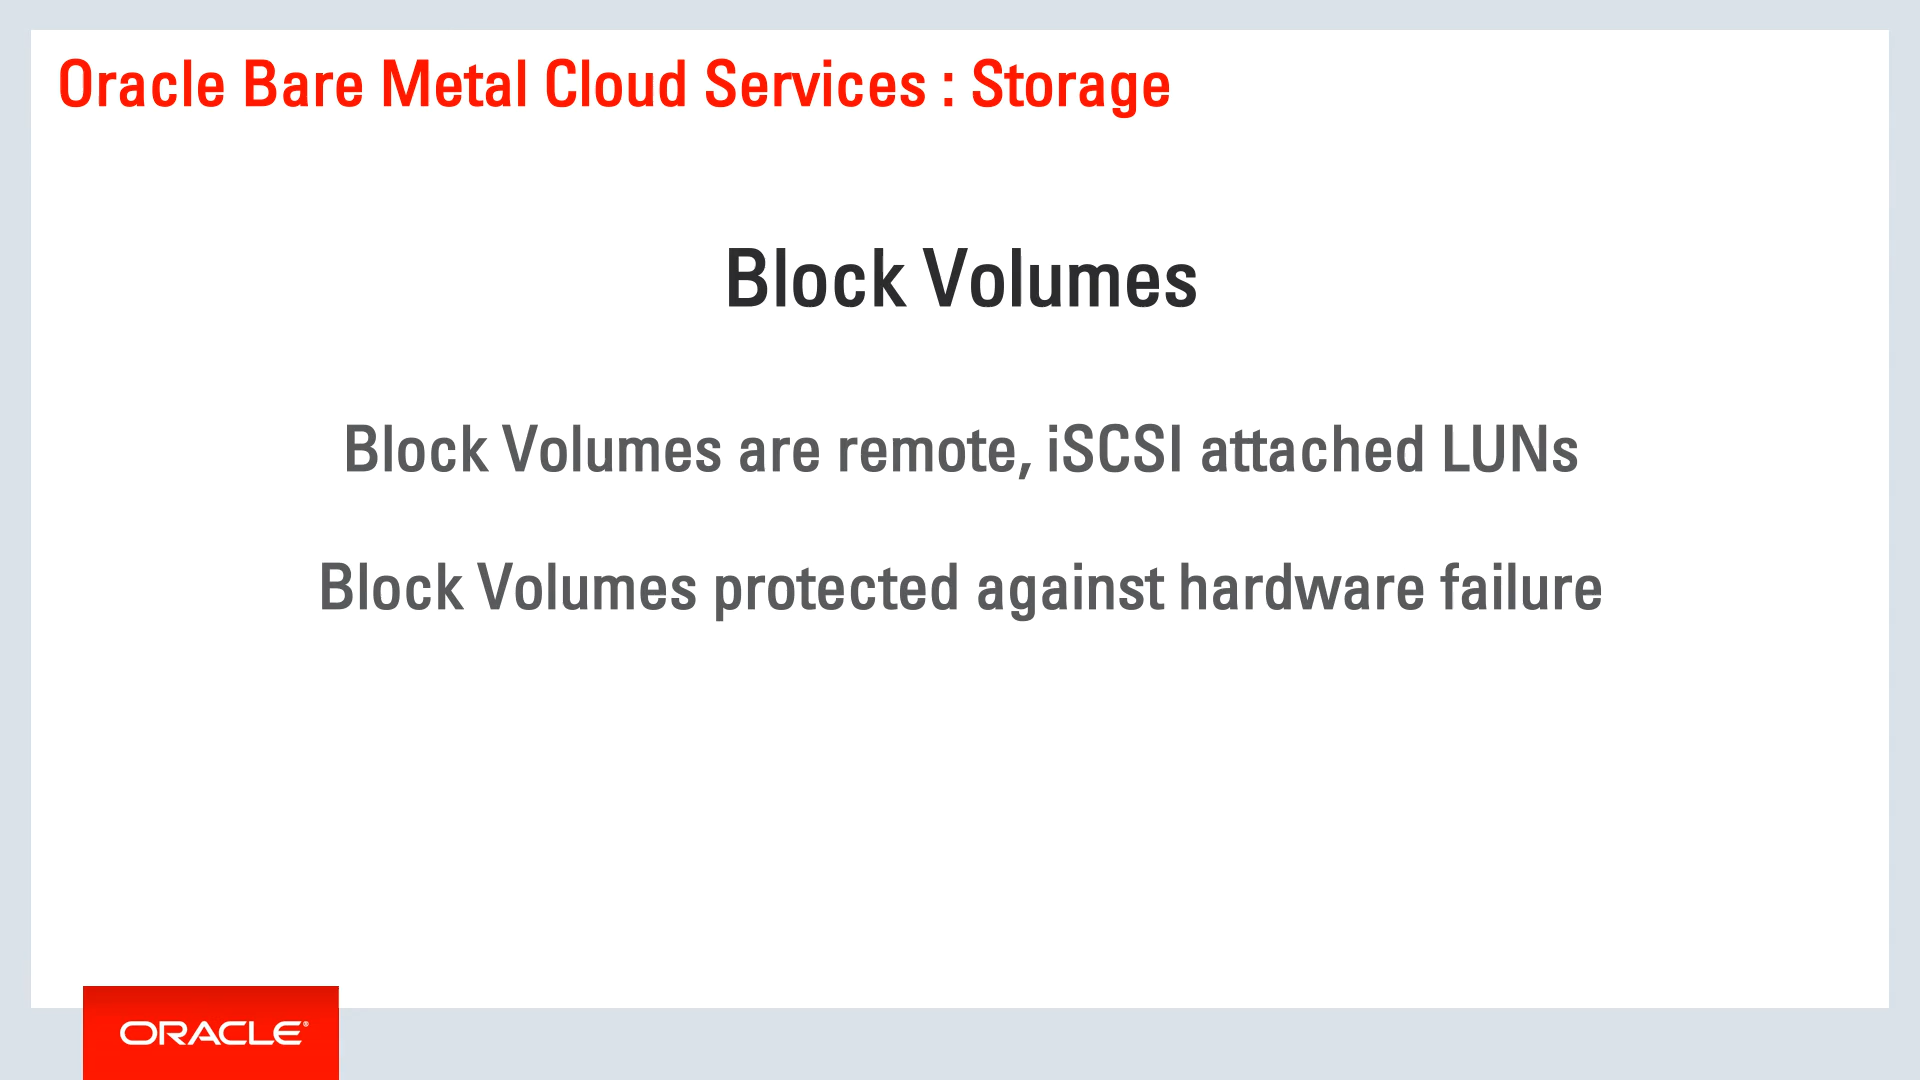 Oracle Bare Metal Cloud Services : Storage
Block Volumes
Block Volumes are remote, iSCSI attached LUNs
Block Volumes protected against hardware failure
ORACLE®